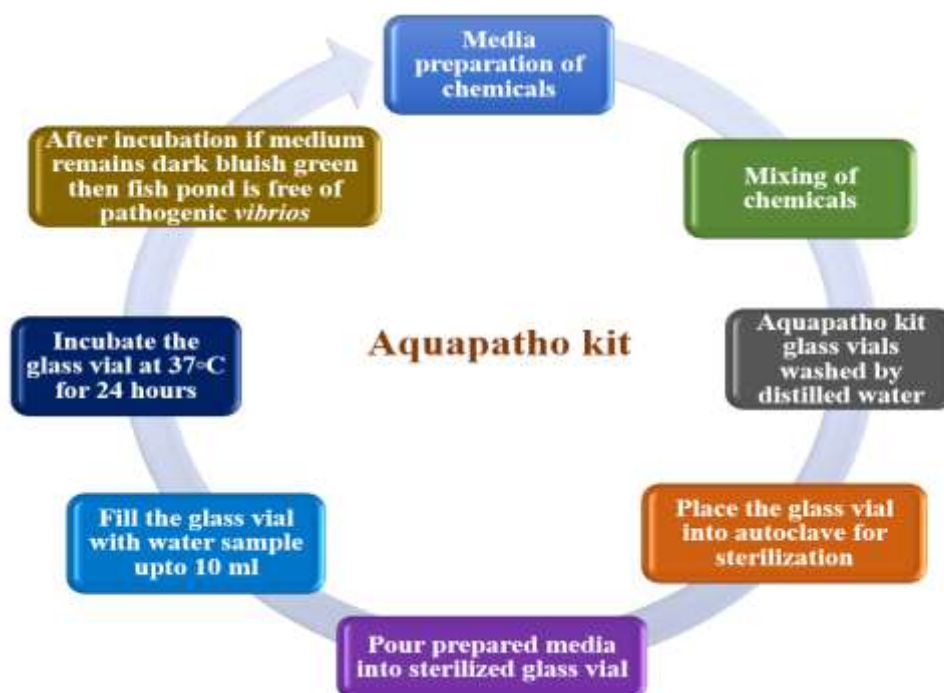 Media
preparation of
chemicals
Mixing of
chemicals
Aquapatho kit
glass vials
washed by
distilled water
Place the glass vial
into autoclave for
sterilization
Pour prepared media
into sterilized glass vial
Fill the glass vial
with water sample
upto 10 ml
Incubate the
glass vial at 37◦C
for 24 hours
After incubation if medium
remains dark bluish green
then fish pond is free of
pathogenic vibrios
Aquapatho kit